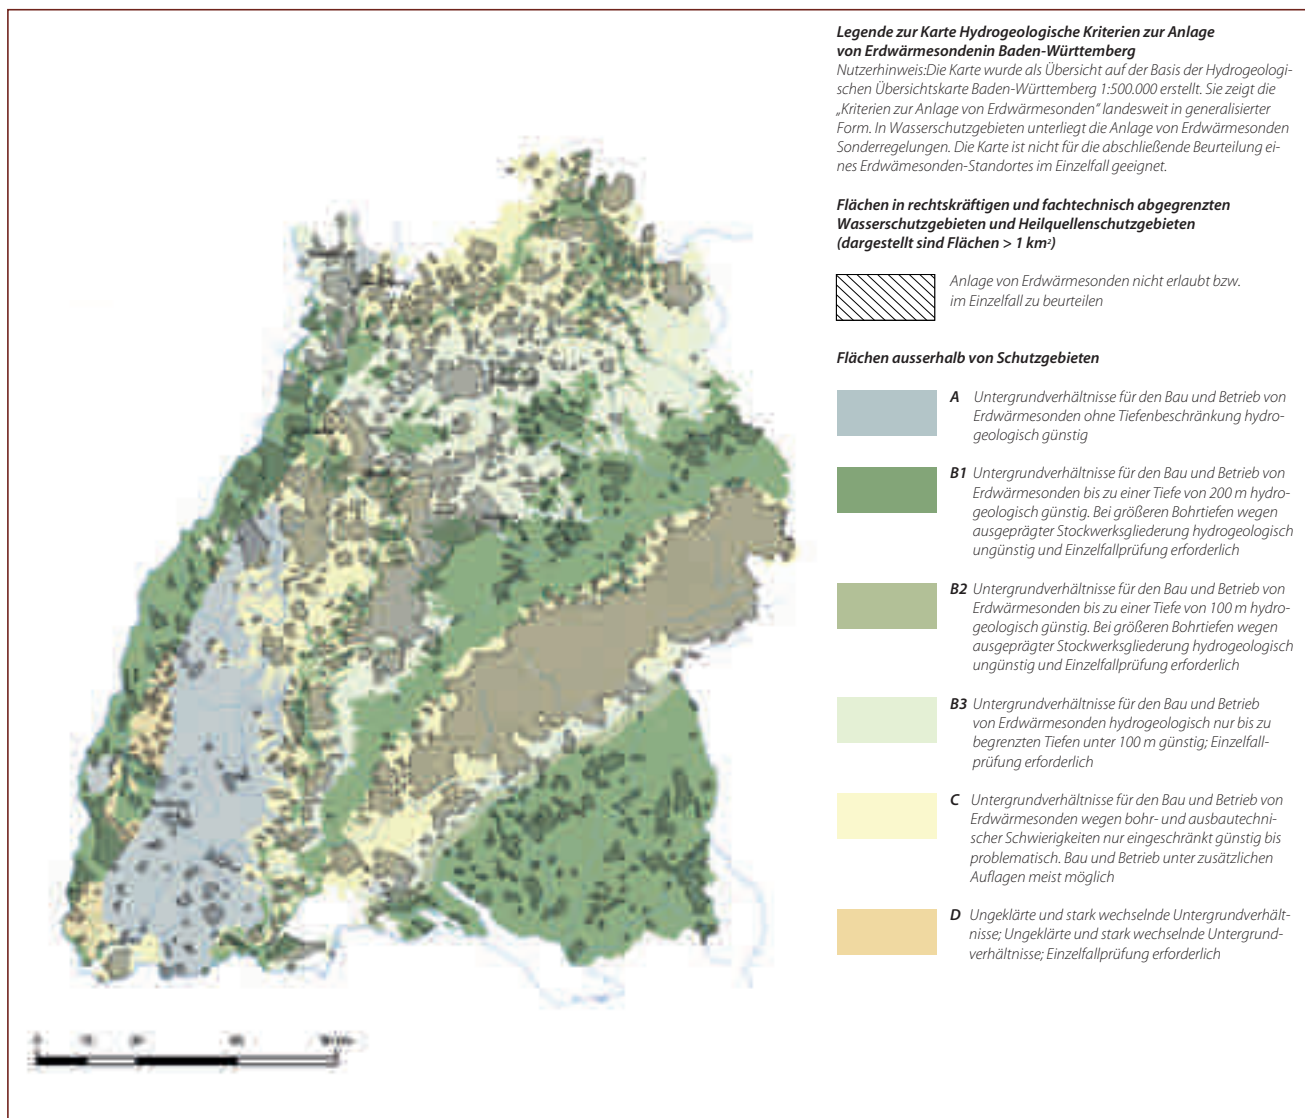 Legende zur Karte Hydrogeologische Kriterien zur Anlage
von Erdwärmesondenin Baden-Württemberg
Nutzerhinweis:Die Karte wurde als Übersicht auf der Basis der Hydrogeologi-
schen Übersichtskarte Baden-Württemberg 1:500.000 erstellt. Sie zeigt die
„Kriterien zur Anlage von Erdwärmesonden" landesweit in generalisierter
Form. In Wasserschutzgebieten unterliegt die Anlage von Erdwärmesonden
Sonderregelungen. Die Karte ist nicht für die abschließende Beurteilung ei-
nes Erdwämesonden-Standortes im Einzelfall geeignet.
Flächen in rechtskräftigen und fachtechnisch abgegrenzten
Wasserschutzgebieten und Heilquellenschutzgebieten
(dargestellt sind Flächen > 1 km²)
Anlage von Erdwärmesonden nicht erlaubt bzw.
im Einzelfall zu beurteilen
Flächen ausserhalb von Schutzgebieten
A Untergrundverhältnisse für den Bau und Betrieb von
Erdwärmesonden ohne Tiefenbeschränkung hydro-
geologisch günstig
B1 Untergrundverhältnisse für den Bau und Betrieb von
Erdwärmesonden bis zu einer Tiefe von 200 m hydro-
geologisch günstig. Bei größeren Bohrtiefen wegen
ausgeprägter Stockwerksgliederung hydrogeologisch
ungünstig und Einzelfallprüfung erforderlich
B2 Untergrundverhältnisse für den Bau und Betrieb von
Erdwärmesonden bis zu einer Tiefe von 100 m hydro-
geologisch günstig. Bei größeren Bohrtiefen wegen
ausgeprägter Stockwerksgliederung hydrogeologisch
ungünstig und Einzelfallprüfung erforderlich
B3 Untergrundverhältnisse für den Bau und Betrieb
von Erdwärmesonden hydrogeologisch nur bis zu
begrenzten Tiefen unter 100 m günstig; Einzelfall-
prüfung erforderlich
C Untergrundverhältnisse für den Bau und Betrieb von
Erdwärmesonden wegen bohr- und ausbautechni-
scher Schwierigkeiten nur eingeschränkt günstig bis
problematisch. Bau und Betrieb unter zusätzlichen
Auflagen meist möglich
D Ungeklärte und stark wechselnde Untergrundverhält-
nisse; Ungeklärte und stark wechselnde Untergrund-
verhältnisse; Einzelfallprüfung erforderlich